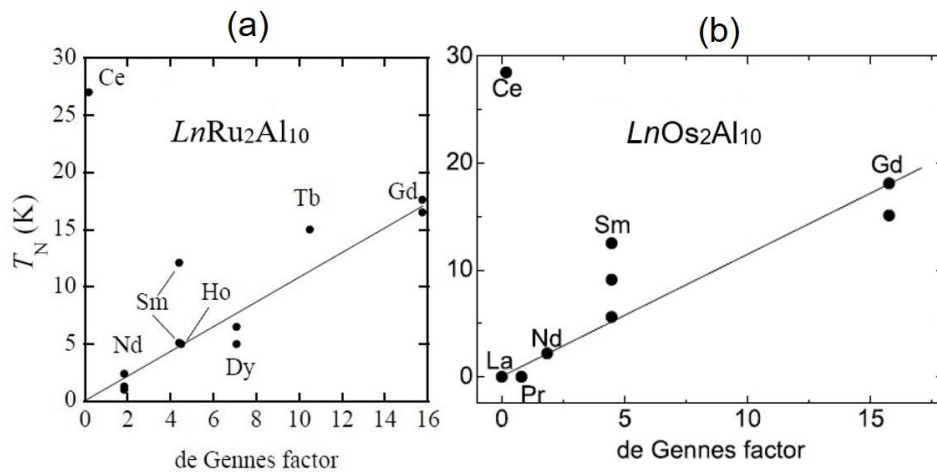 (a)
30
25
20
15
10
5
0
T_N (K)
Ce
LnRu₂Al₁₀
Tb
Gd
Sm
Ho
Nd
Dy
0 2 4 6 8 10 12 14 16
de Gennes factor
(b)
30
20
10
0
Ce
LnOs₂Al₁₀
Gd
Sm
Nd
La
Pr
0 5 10 15
de Gennes factor